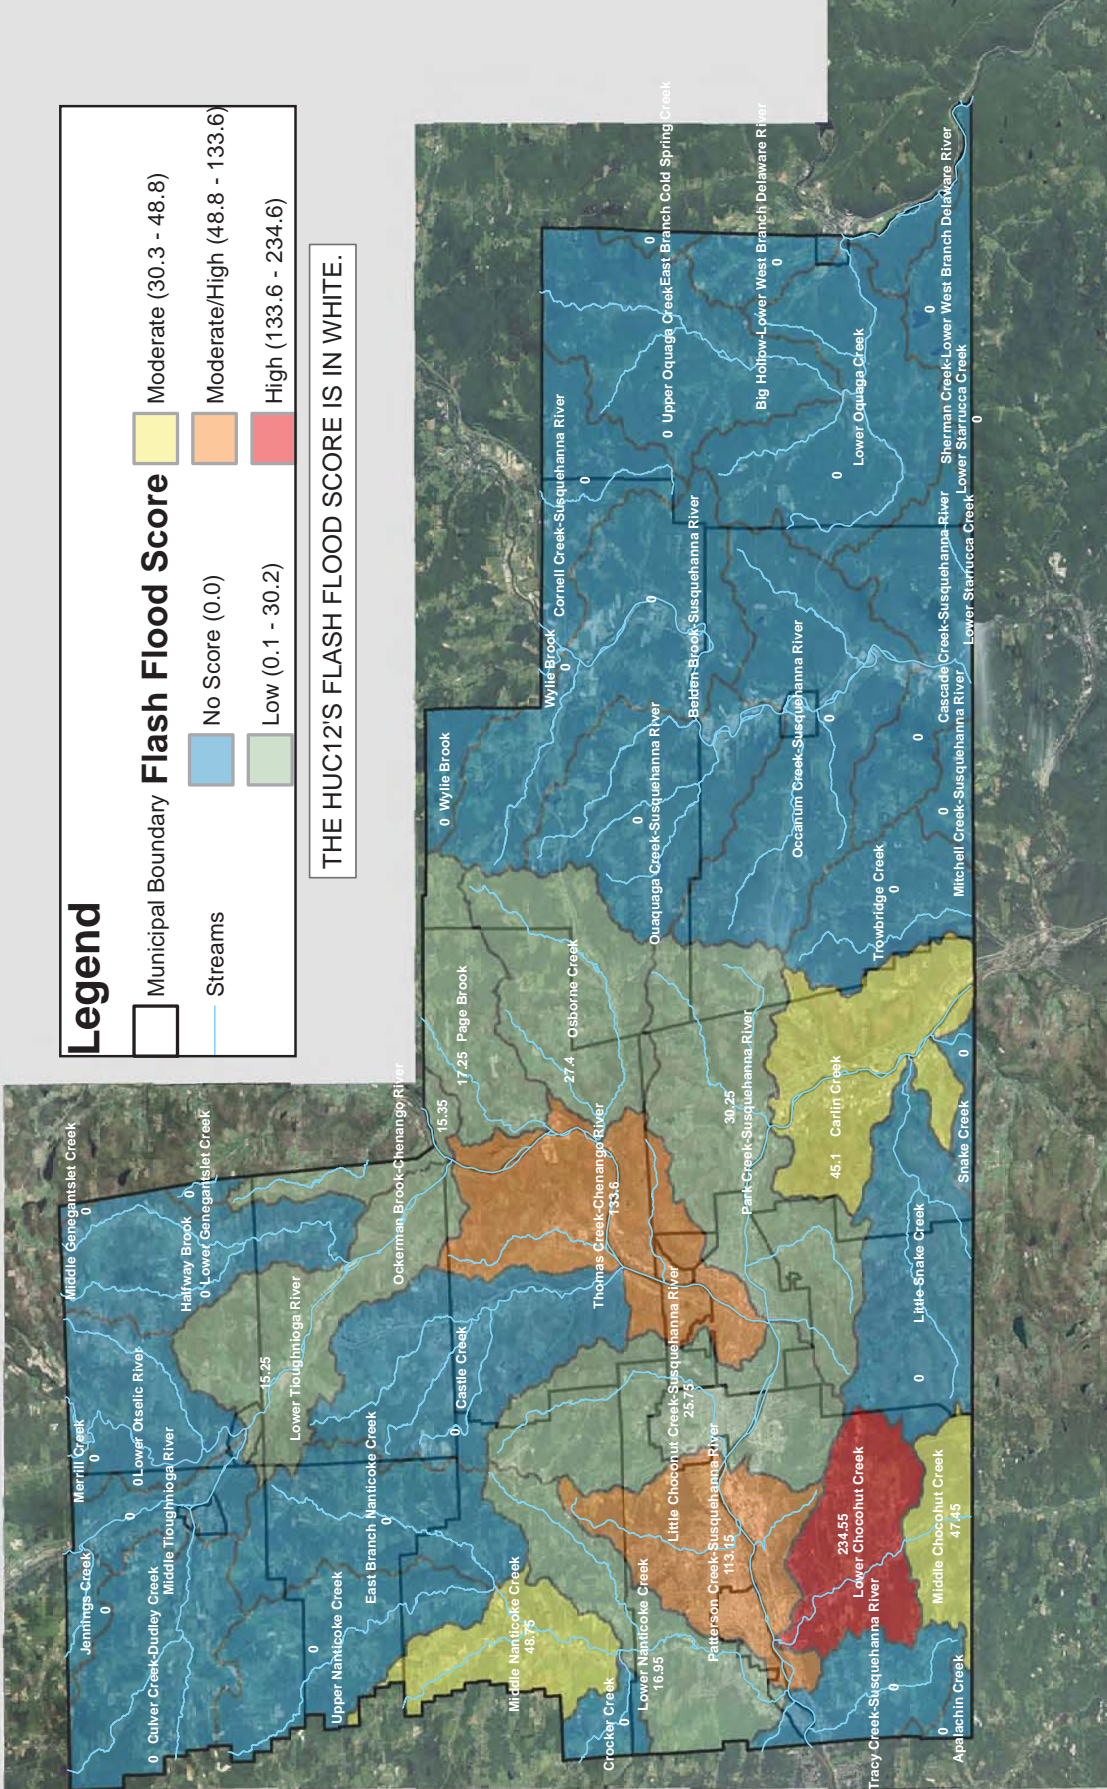 Legend
Municipal Boundary
Streams
Flash Flood Score
No Score (0.0)
Low (0.1 - 30.2)
Moderate (30.3 - 48.8)
Moderate/High (48.8 - 133.6)
High (133.6 - 234.6)
THE HUC12'S FLASH FLOOD SCORE IS IN WHITE.
Middle Genegantslet Creek
0
Halfway Brook
0
Lower Genegantslet Creek
0
Merrill Creek
0
Lower Otselic River
0
Middle Tioughnioga River
0
Jennings Creek
0
Culver Creek-Dudley Creek
0
Lower Tioughnioga River
15.25
Ockerman Brook-Chenango River
15.35
East Branch Nanticoke Creek
0
Upper Nanticoke Creek
0
Castle Creek
0
Middle Nanticoke Creek
48.75
Crocker Creek
0
Lower Nanticoke Creek
16.95
Thomas Creek-Chenango River
133.6
Little Choconut Creek-Susquehanna River
25.75
Patterson Creek-Susquehanna River
113.15
Page Brook
17.25
Osborne Creek
27.4
Park Creek-Susquehanna River
30.25
Carlin Creek
45.1
Snake Creek
0
Little Snake Creek
0
234.55
Lower Chocohut Creek
Middle Chocohut Creek
47.45
Tracy Creek-Susquehanna River
0
Apalachin Creek
0
0 Wylie Brook
Wylie Brook
0
Cornell Creek-Susquehanna River
0
Belden Brook-Susquehanna River
0
Ouaquaga Creek-Susquehanna River
0
Occanum Creek-Susquehanna River
0
Trowbridge Creek
0
Mitchell Creek-Susquehanna River
0
Cascade Creek-Susquehanna River
0
Lower Starrucca Creek
Lower Starrucca Creek
0
Sherman Creek-Lower West Branch Delaware River
0
Lower Oquaga Creek
0
Big Hollow-Lower West Branch Delaware River
0
0 Upper Oquaga Creek
East Branch Cold Spring Creek
0